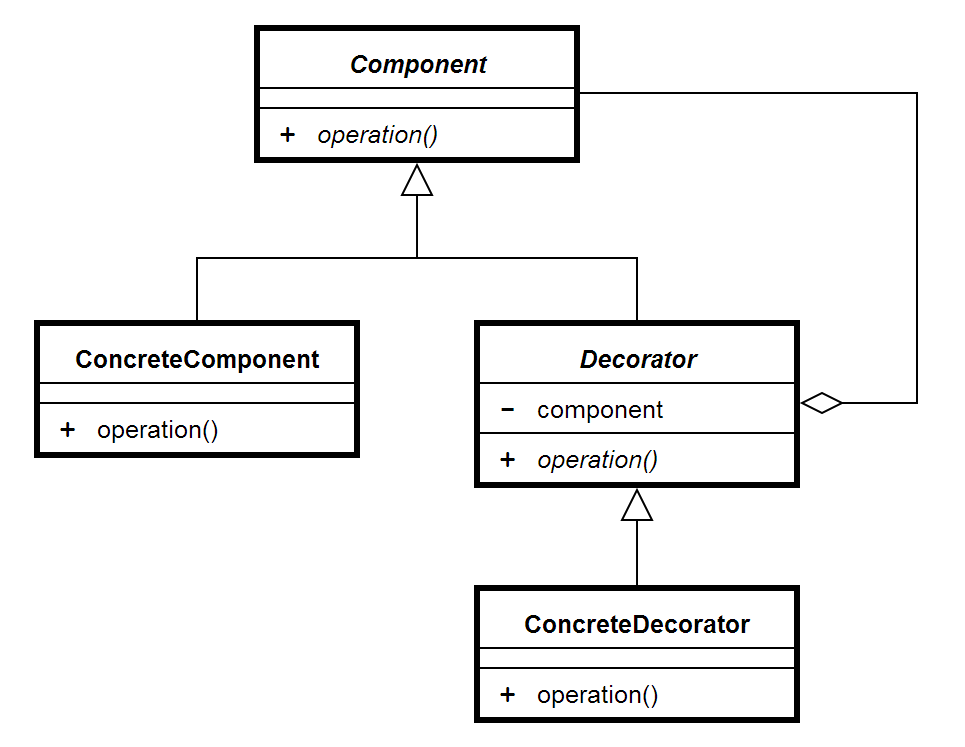 Component
+ operation()
ConcreteComponent
+ operation()
Decorator
- component
+ operation()
ConcreteDecorator
+ operation()